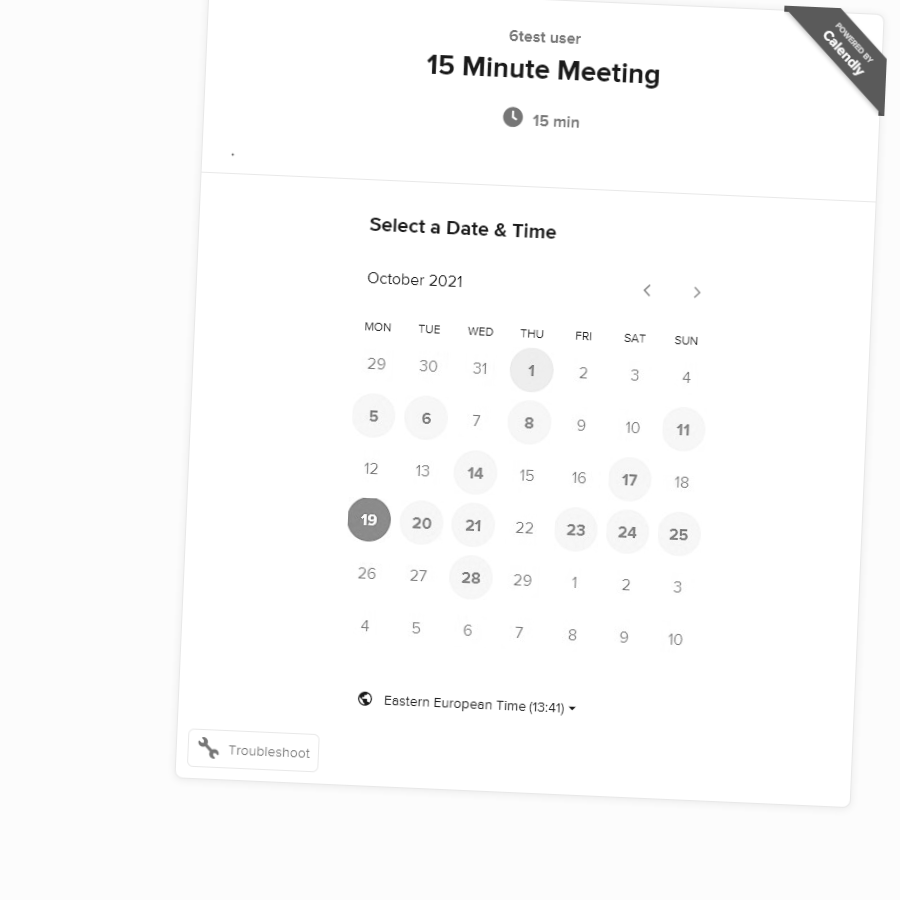 POWERED BY
Calendly
6test user
15 Minute Meeting
15 min
.
Select a Date & Time
October 2021
MON TUE WED THU FRI SAT SUN
29 30 31 1 2 3 4
5 6 7 8 9 10 11
12 13 14 15 16 17 18
19 20 21 22 23 24 25
26 27 28 29 1 2 3
4 5 6 7 8 9 10
Eastern European Time (13:41)
Troubleshoot